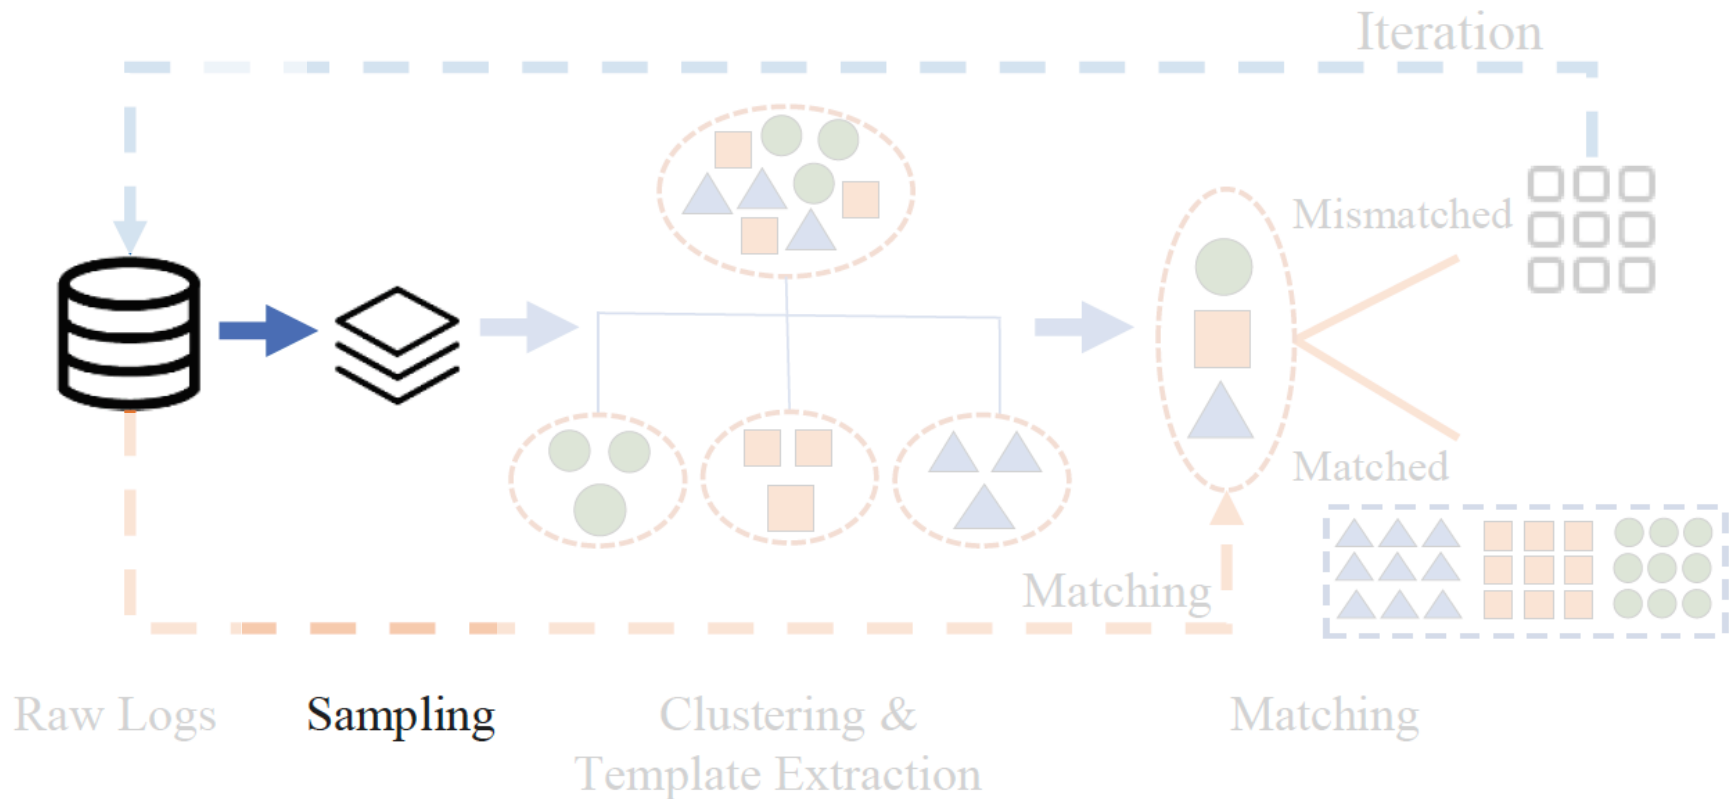 Iteration
Mismatched
Matched
Matching
Raw Logs
Sampling
Clustering &
Template Extraction
Matching